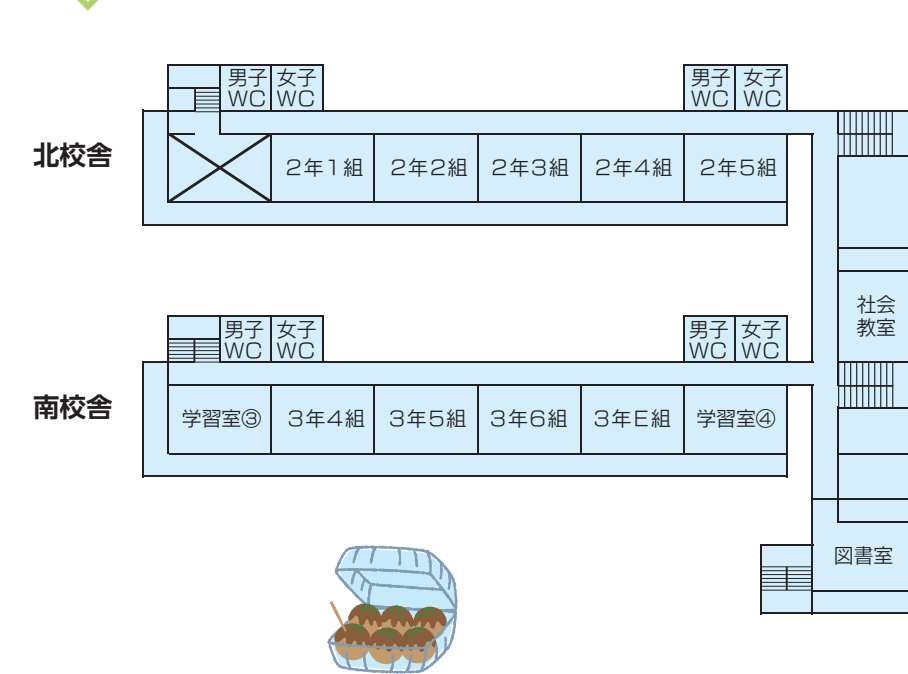 男子
WC
女子
WC
男子
WC
女子
WC
北校舎
２年１組
２年２組
２年３組
２年４組
２年５組
社会
教室
男子
WC
女子
WC
男子
WC
女子
WC
南校舎
学習室③
３年４組
３年５組
３年６組
３年Ｅ組
学習室④
図書室